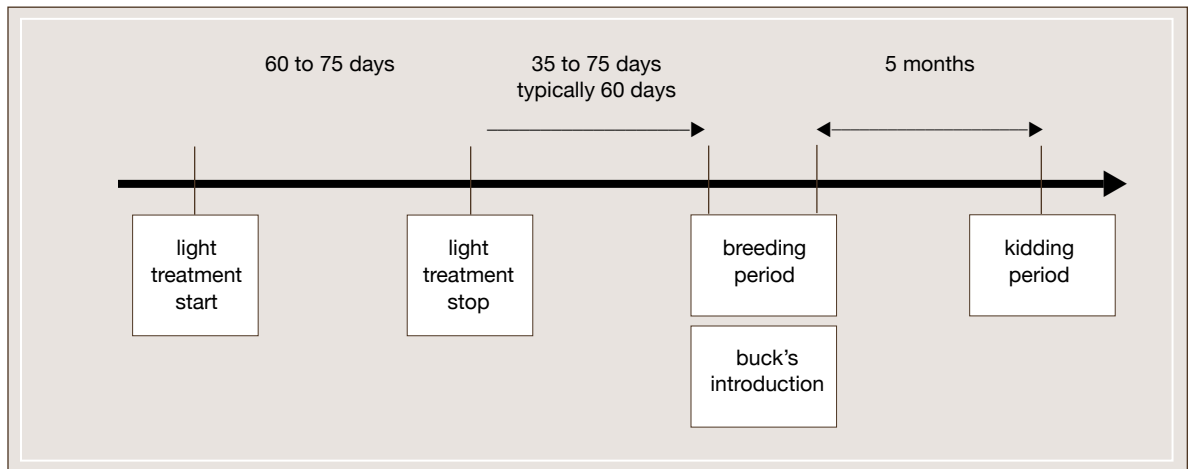 60 to 75 days
35 to 75 days
typically 60 days
5 months
light
treatment
start
light
treatment
stop
breeding
period
kidding
period
buck's
introduction